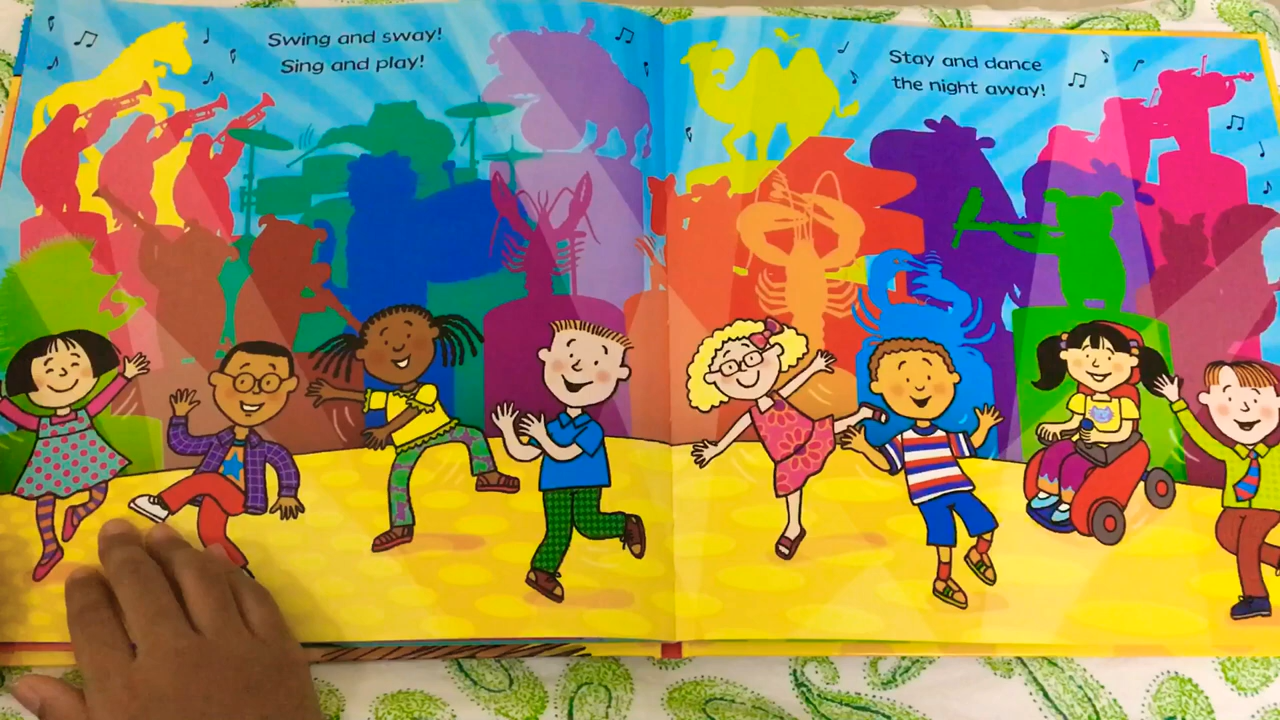 Swing and sway!
Sing and play!
Stay and dance
the night away!